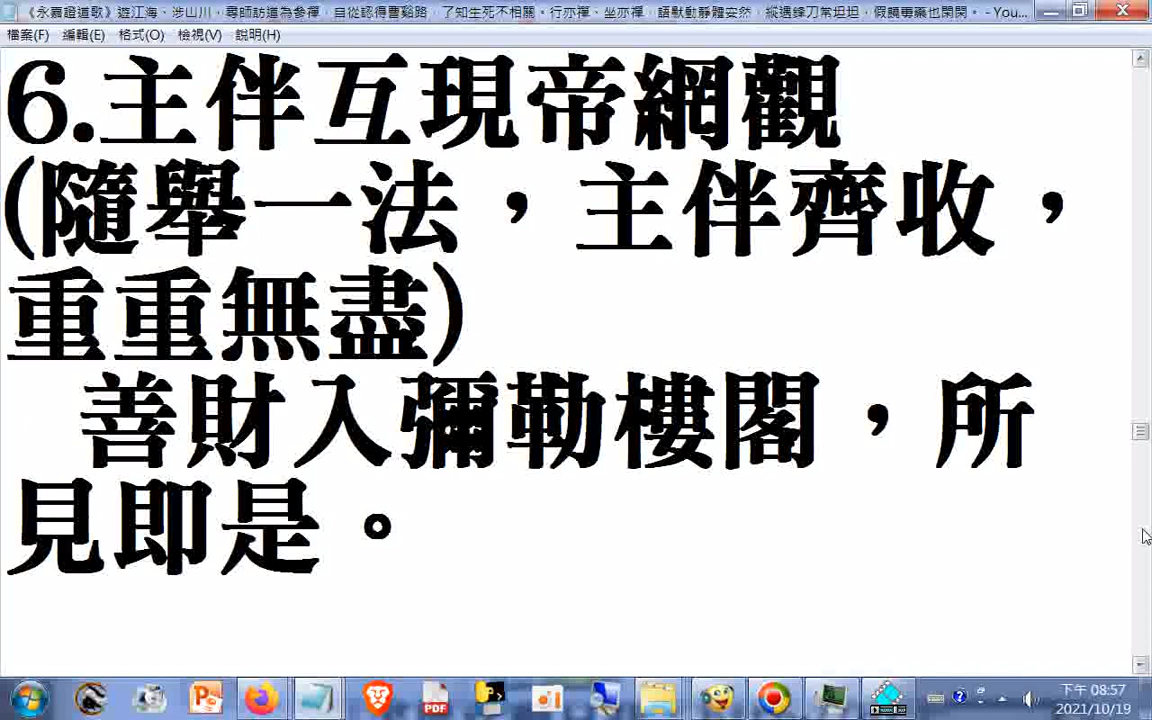 《永嘉證道歌》遊江海、涉山川，尋師訪道為參禪，自從認得曹谿路，了知生死不相關。行亦禪、坐亦禪，語默動靜體安然，縱遇鋒刀常坦坦，假饒毒藥也閑閑。 - You...
檔案(F) 編輯(E) 格式(O) 檢視(V) 說明(H)
6.主伴互現帝網觀
(隨舉一法，主伴齊收，
重重無盡)
善財入彌勒樓閣，所
見即是。
PDF
下午 08:57
2021/10/19